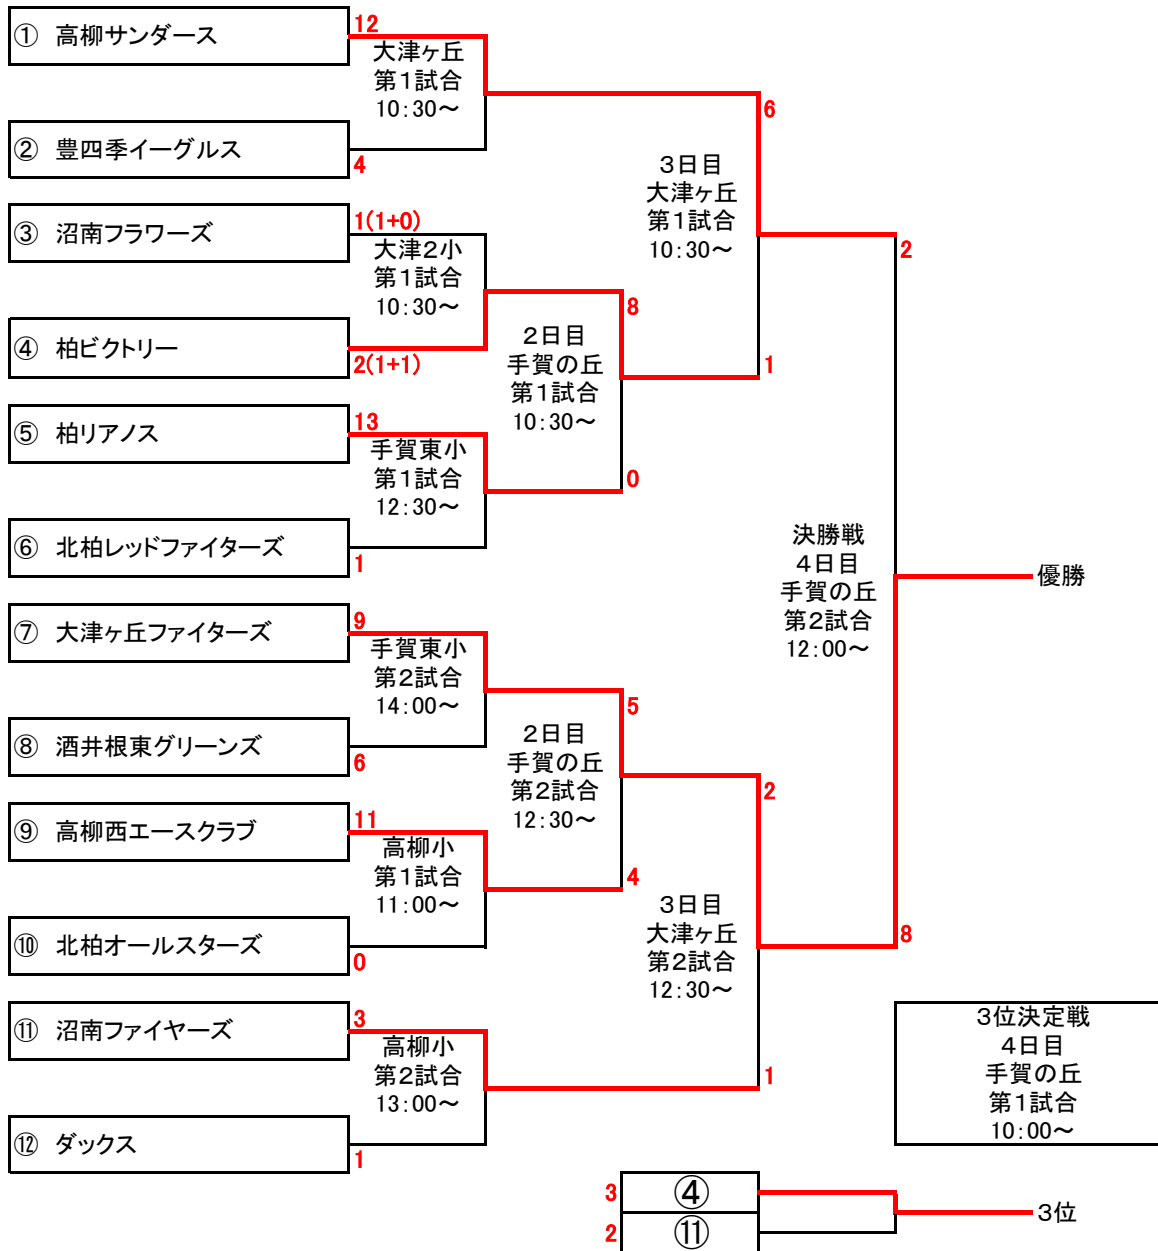 ① 高柳サンダース
12
大津ヶ丘
第1試合
10:30～
② 豊四季イーグルス
4
③ 沼南フラワーズ
1(1+0)
大津2小
第1試合
10:30～
④ 柏ビクトリー
2(1+1)
⑤ 柏リアノス
13
手賀東小
第1試合
12:30～
⑥ 北柏レッドファイターズ
1
⑦ 大津ヶ丘ファイターズ
9
手賀東小
第2試合
14:00～
⑧ 酒井根東グリーンズ
6
⑨ 高柳西エースクラブ
11
高柳小
第1試合
11:00～
⑩ 北柏オールスターズ
0
⑪ 沼南ファイヤーズ
3
高柳小
第2試合
13:00～
⑫ ダックス
1
8
2日目
手賀の丘
第1試合
10:30～
0
5
2日目
手賀の丘
第2試合
12:30～
4
6
3日目
大津ヶ丘
第1試合
10:30～
1
2
3日目
大津ヶ丘
第2試合
12:30～
1
2
決勝戦
4日目
手賀の丘
第2試合
12:00～
8
優勝
3位決定戦
4日目
手賀の丘
第1試合
10:00～
3 ④
2 ⑪
3位